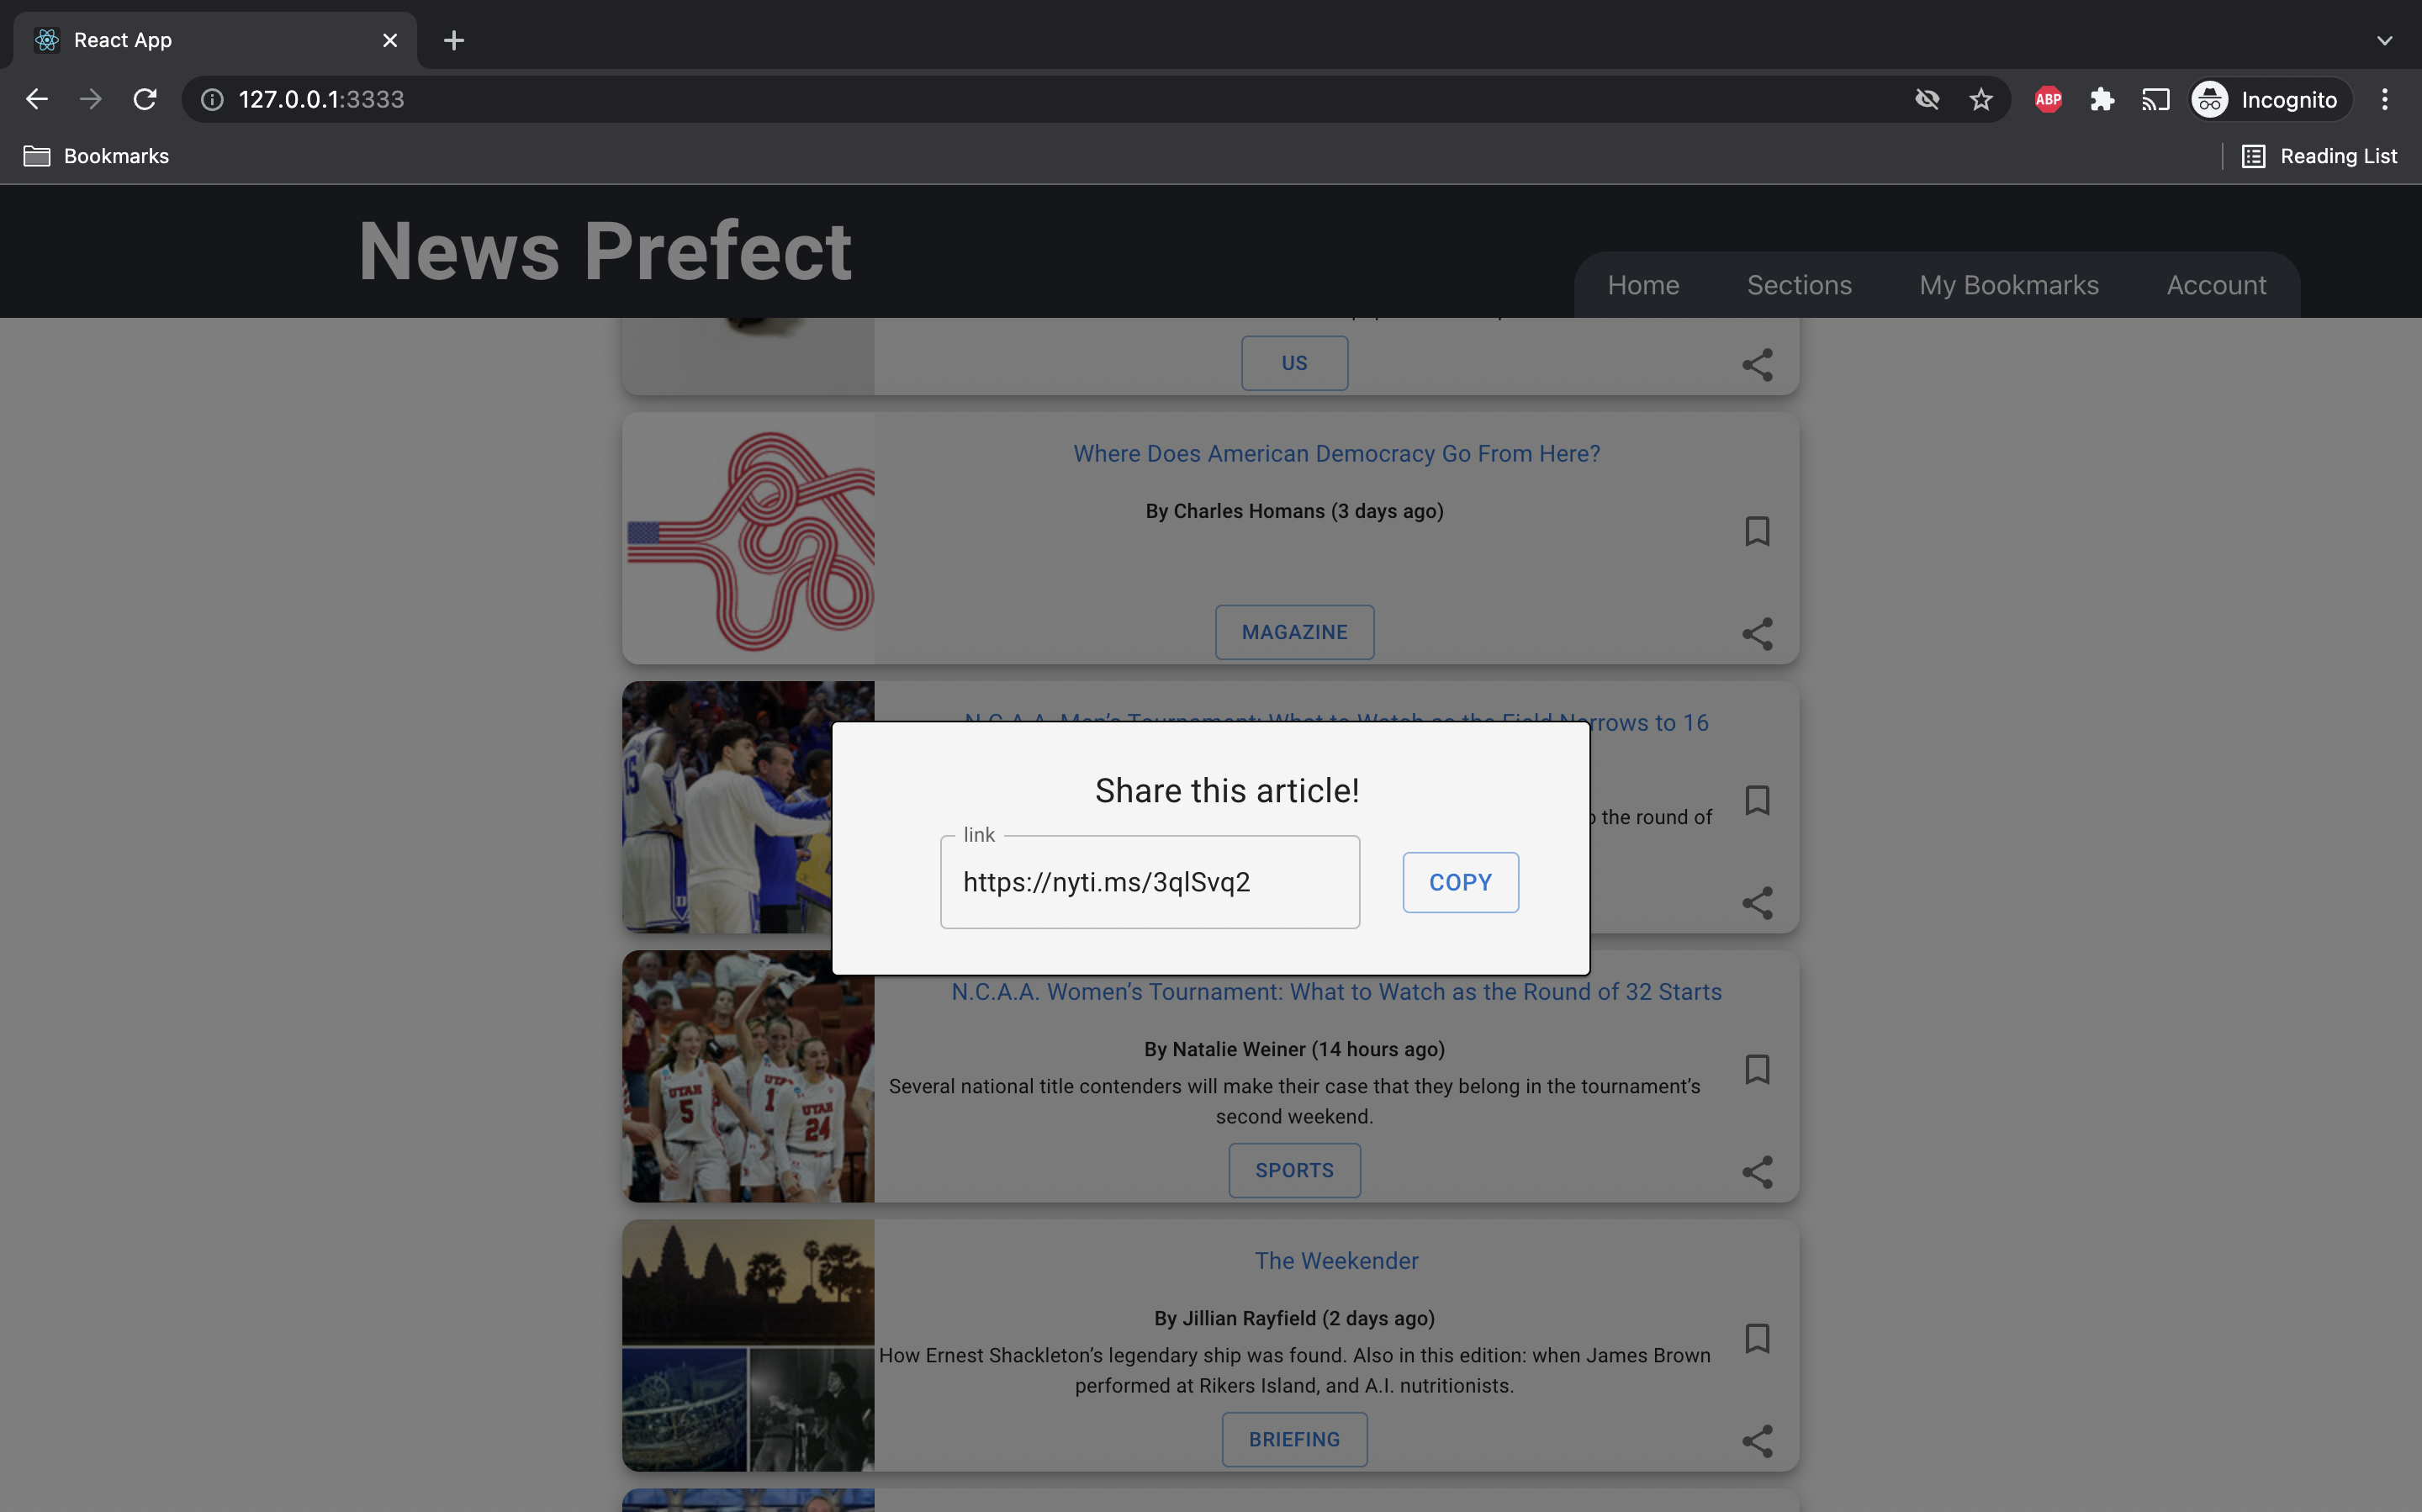 React App
127.0.0.1:3333
ABP
Incognito
Bookmarks
Reading List
News Prefect
Home
Sections
My Bookmarks
Account
US
Where Does American Democracy Go From Here?
By Charles Homans (3 days ago)
MAGAZINE
N.C.A.A. Men’s Tournament: What to Watch as the Field Narrows to 16
the round of
Share this article!
link
https://nyti.ms/3qlSvq2
COPY
N.C.A.A. Women’s Tournament: What to Watch as the Round of 32 Starts
By Natalie Weiner (14 hours ago)
Several national title contenders will make their case that they belong in the tournament’s
second weekend.
SPORTS
UTAH
5
UTAH
24
The Weekender
By Jillian Rayfield (2 days ago)
How Ernest Shackleton’s legendary ship was found. Also in this edition: when James Brown
performed at Rikers Island, and A.I. nutritionists.
BRIEFING